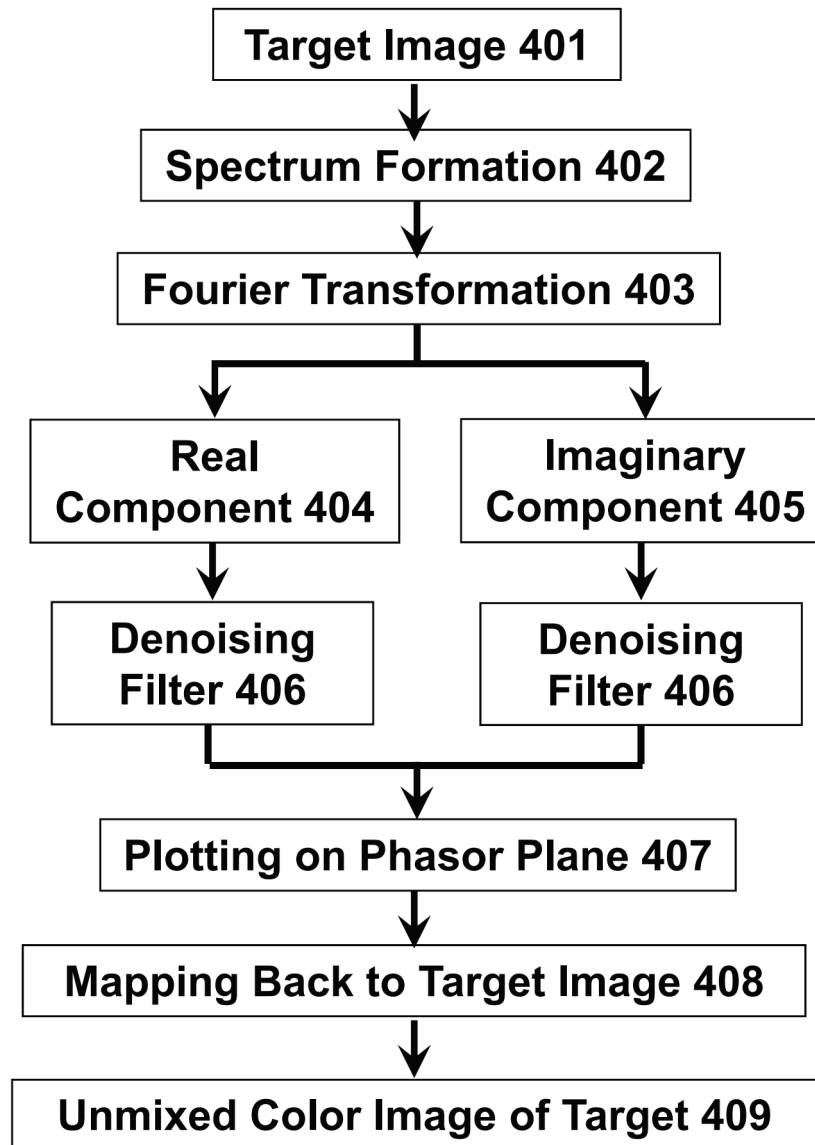 Target Image 401
Spectrum Formation 402
Fourier Transformation 403
Real
Component 404
Imaginary
Component 405
Denoising
Filter 406
Denoising
Filter 406
Plotting on Phasor Plane 407
Mapping Back to Target Image 408
Unmixed Color Image of Target 409